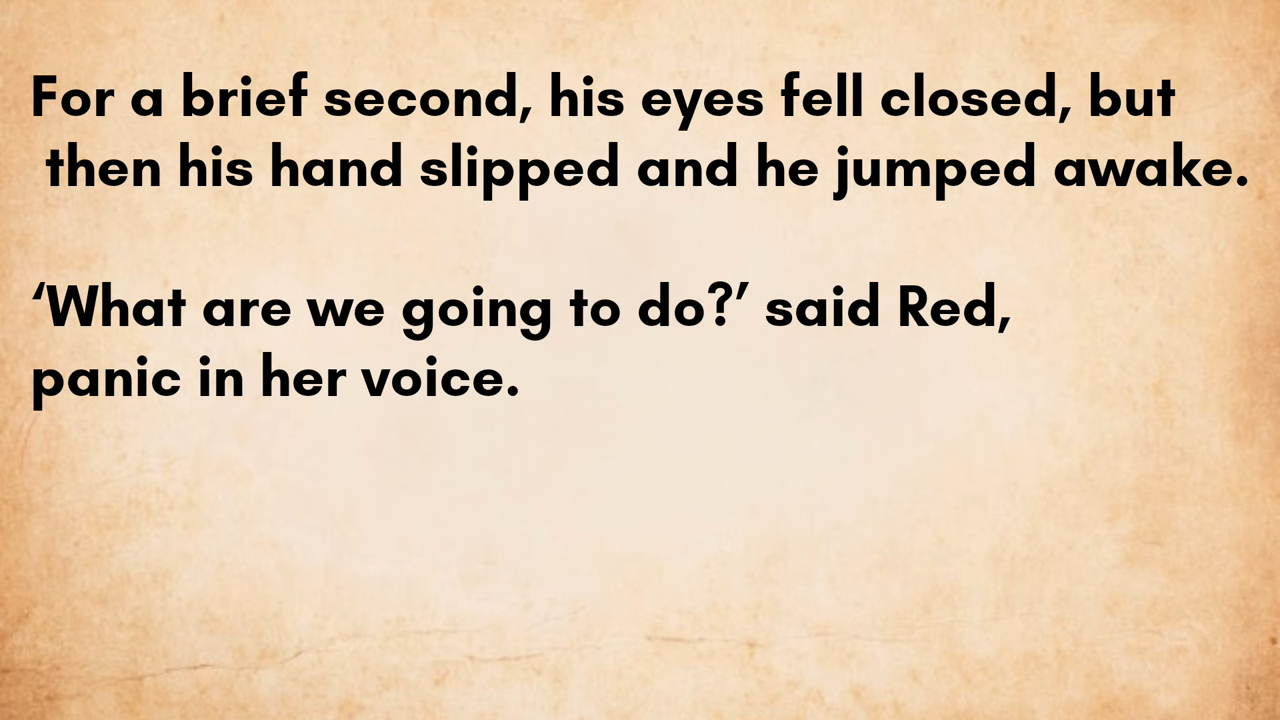 For a brief second, his eyes fell closed, but
then his hand slipped and he jumped awake.
‘What are we going to do?’ said Red,
panic in her voice.